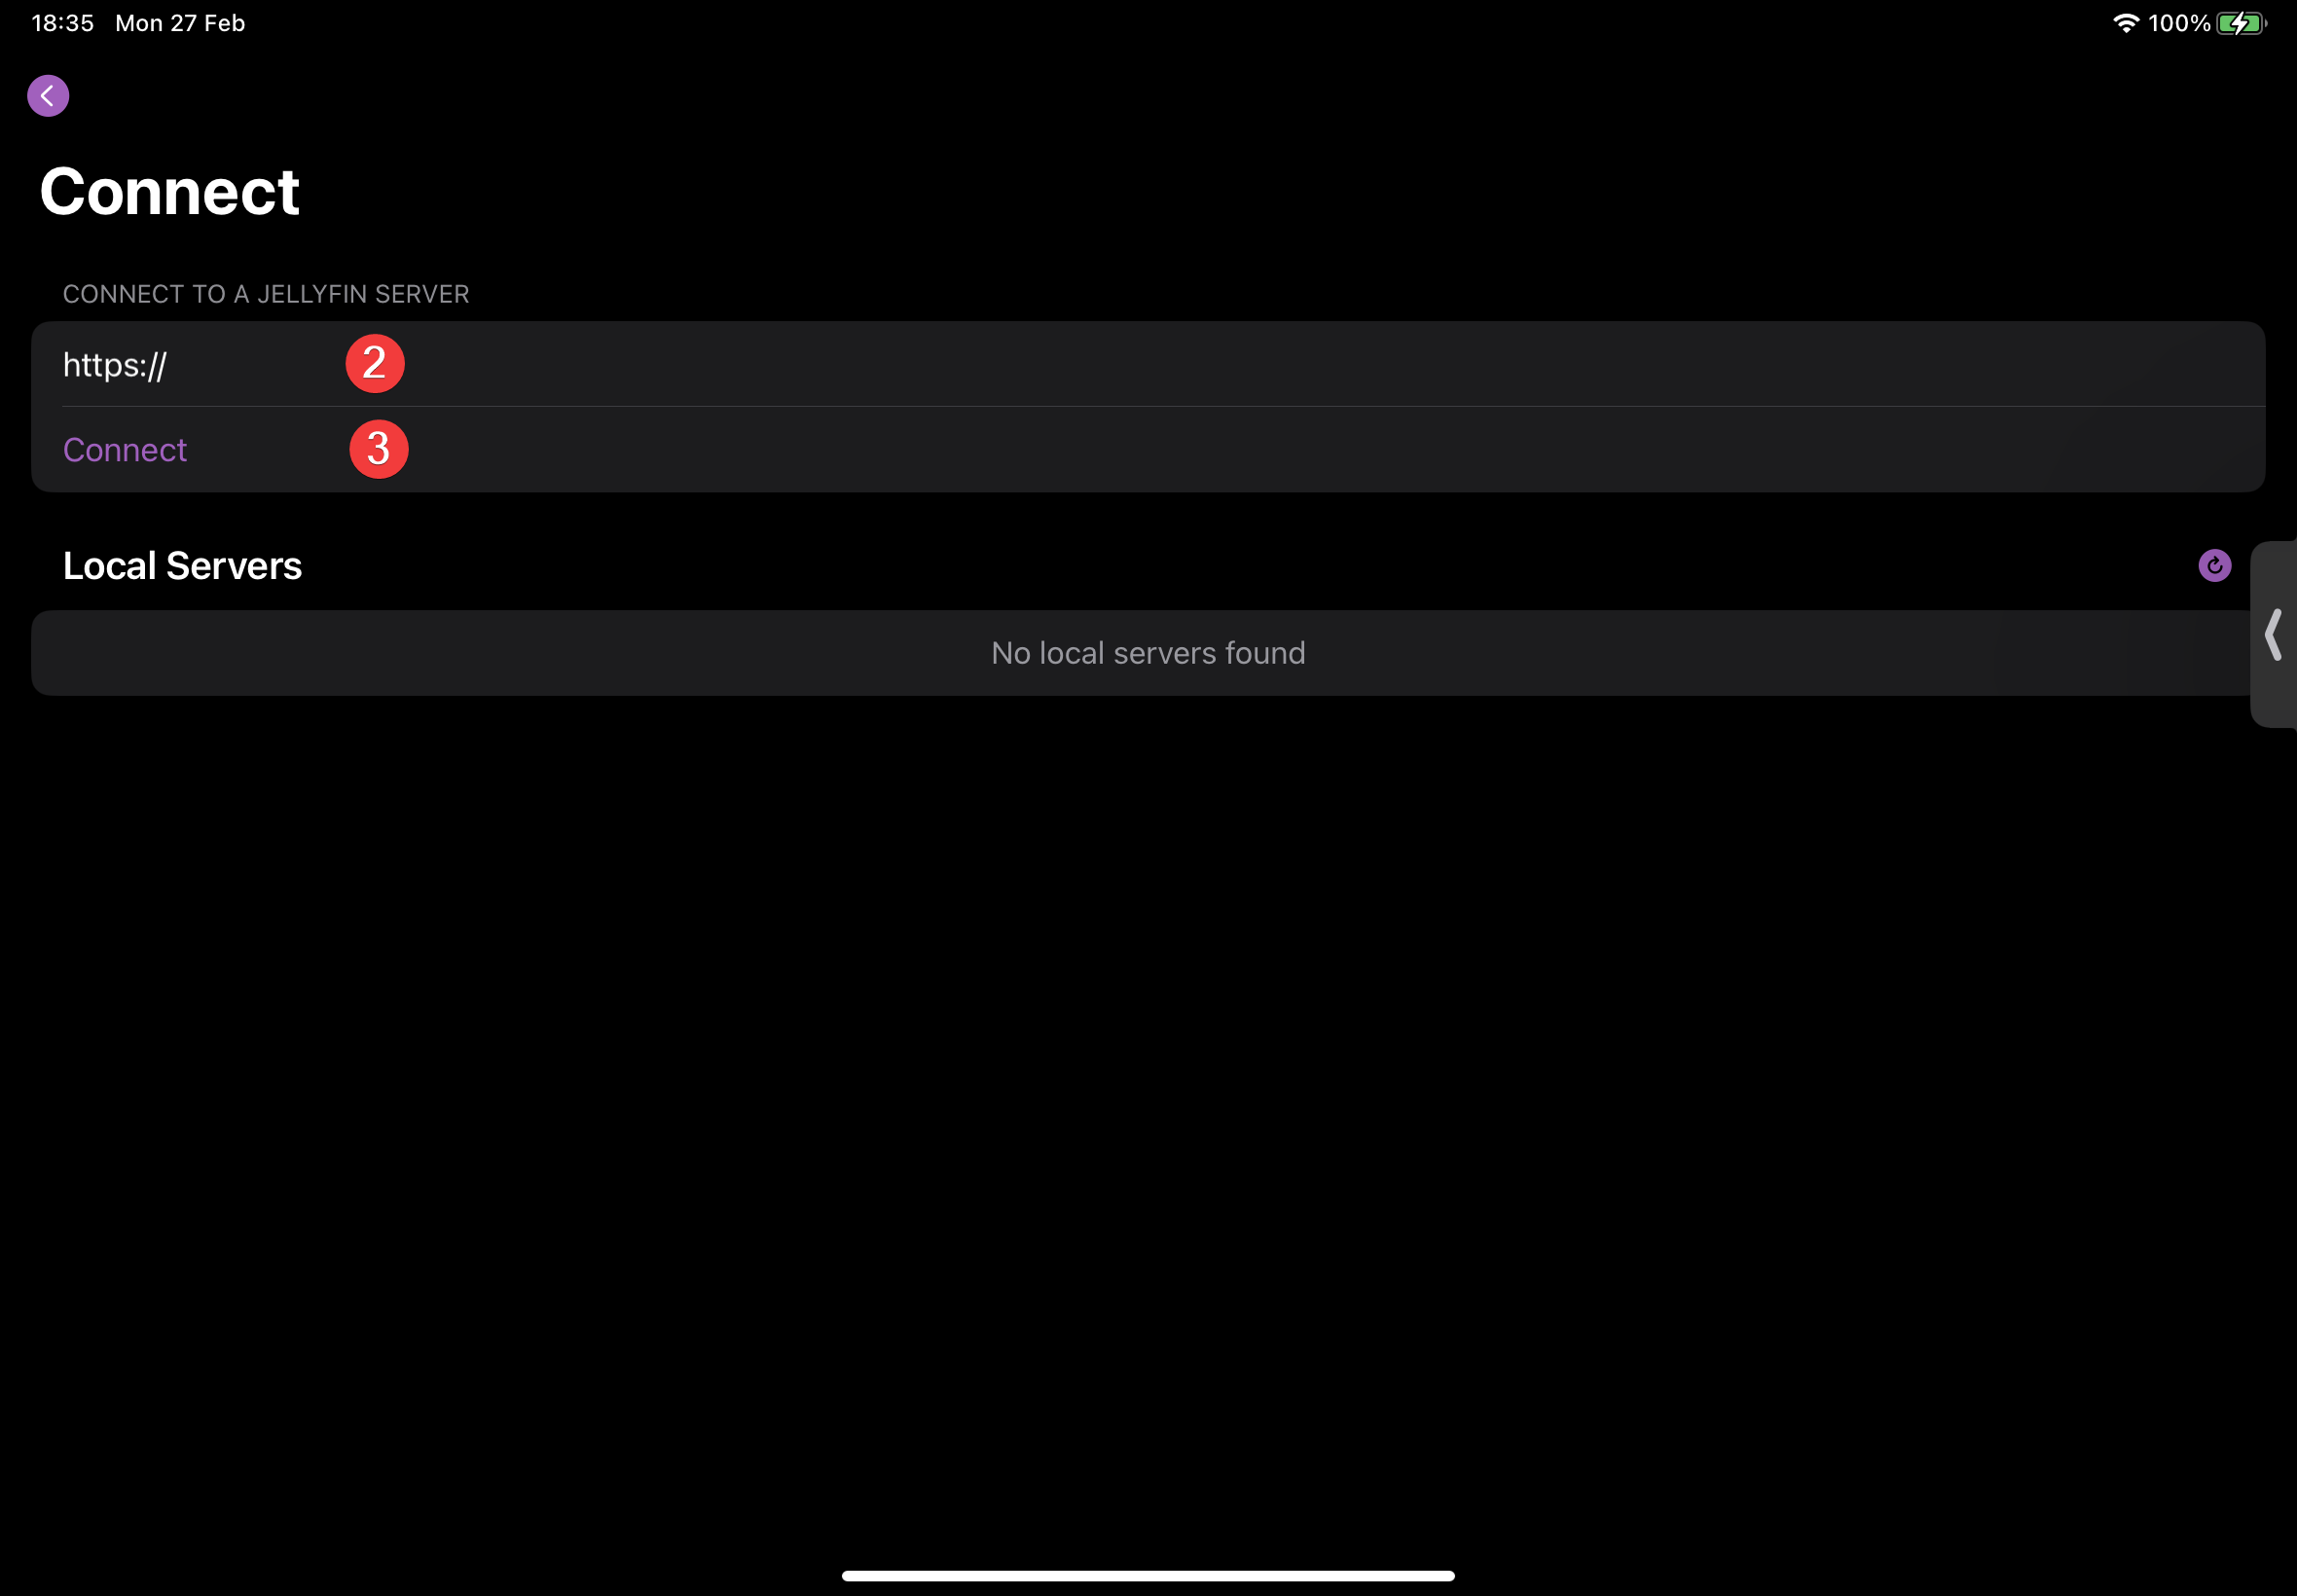 18:35 Mon 27 Feb 100%
Connect
CONNECT TO A JELLYFIN SERVER
https:// 2
Connect 3
Local Servers
No local servers found